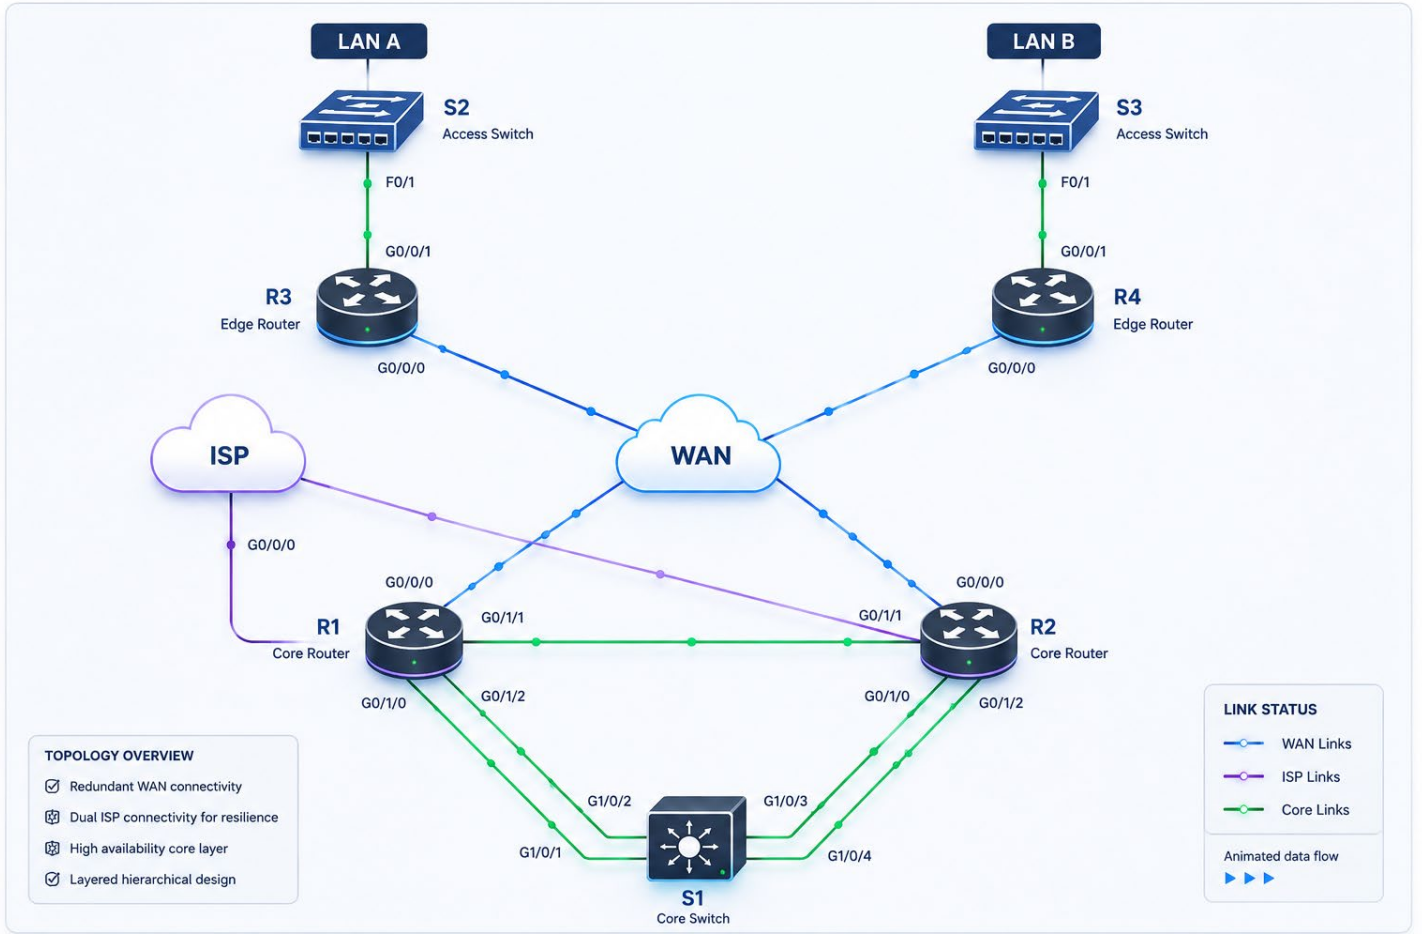 LAN A
LAN B
S2
Access Switch
S3
Access Switch
F0/1
F0/1
G0/0/1
G0/0/1
R3
Edge Router
R4
Edge Router
G0/0/0
G0/0/0
ISP
WAN
G0/0/0
G0/0/0
G0/0/0
R1
Core Router
G0/1/1
G0/1/1
R2
Core Router
G0/1/0
G0/1/2
G0/1/0
G0/1/2
G1/0/2
G1/0/3
G1/0/1
G1/0/4
S1
Core Switch
TOPOLOGY OVERVIEW
Redundant WAN connectivity
Dual ISP connectivity for resilience
High availability core layer
Layered hierarchical design
LINK STATUS
WAN Links
ISP Links
Core Links
Animated data flow